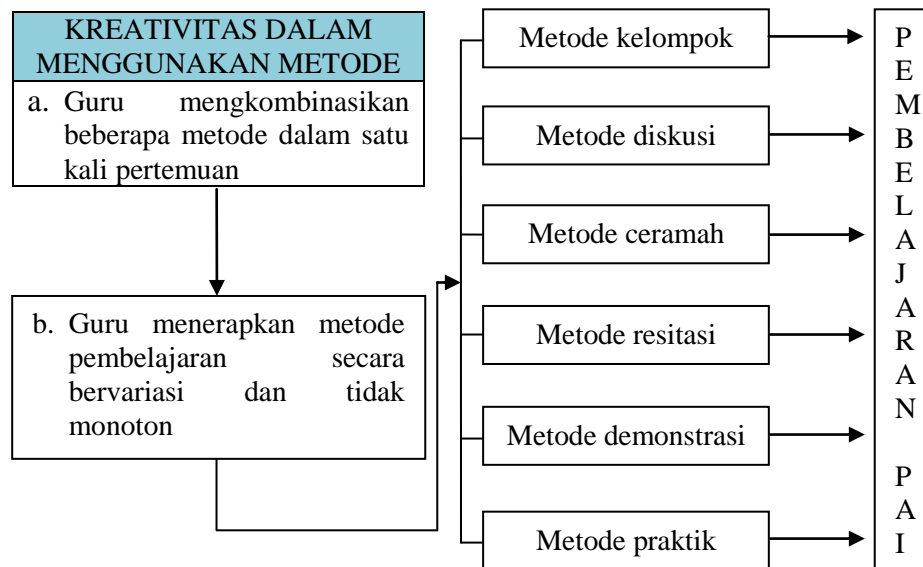 KREATIVITAS DALAM
MENGGUNAKAN METODE
a. Guru mengkombinasikan
beberapa metode dalam satu
kali pertemuan
b. Guru menerapkan metode
pembelajaran secara
bervariasi dan tidak
monoton
Metode kelompok
Metode diskusi
Metode ceramah
Metode resitasi
Metode demonstrasi
Metode praktik
P
E
M
B
E
L
A
J
A
R
A
N
P
A
I